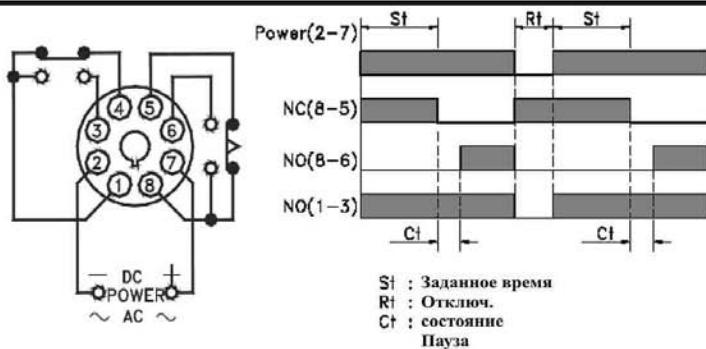 St Rt St
Power(2-7)
NC(8-5)
NO(8-6)
NO(1-3)
Ct Ct
4 5
3 6
2 7
1 8
— DC +
POWER
~ AC ~
St : Заданное время
Rt : Отключ.
Ct : состояние
Пауза